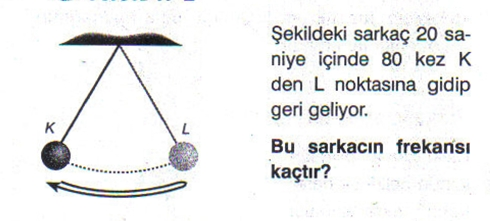 K
L
Şekildeki sarkaç 20 sa-
niye içinde 80 kez K
den L noktasına gidip
geri geliyor.
Bu sarkacın frekansı
kaçtır?